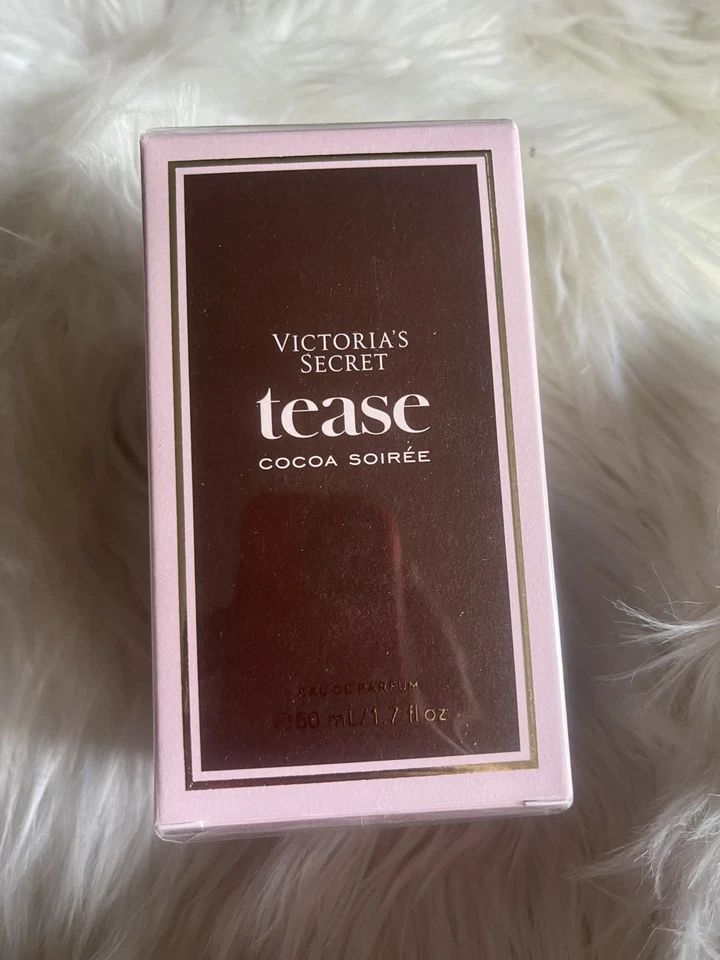 VICTORIA'S
SECRET
tease
COCOA SOIRÉE
EAU DE PARFUM
℮50 mL/1.7 fl oz